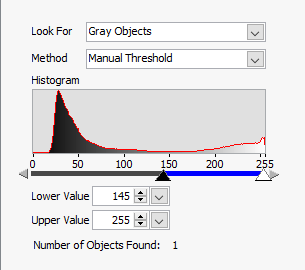 Look For Gray Objects
Method Manual Threshold
Histogram
0 50 100 150 200 255
Lower Value 145
Upper Value 255
Number of Objects Found: 1